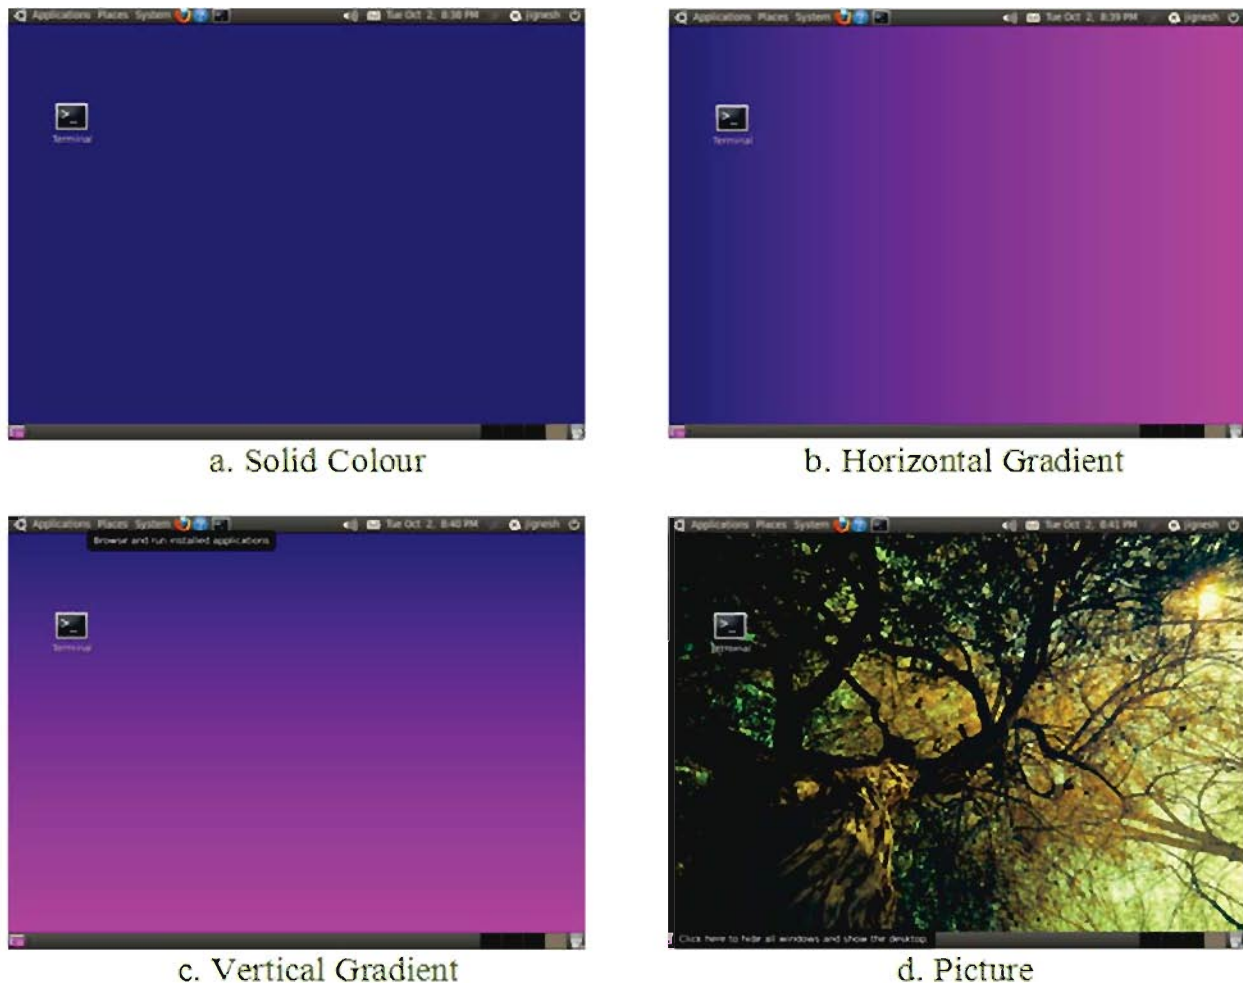 Applications Places System Tue Oct 2, 8:38 PM jignesh
>_
Terminal
a. Solid Colour
Applications Places System Tue Oct 2, 8:39 PM jignesh
>_
Terminal
b. Horizontal Gradient
Applications Places System Tue Oct 2, 8:40 PM jignesh
Browse and run installed applications
>_
Terminal
c. Vertical Gradient
Applications Places System Tue Oct 2, 8:41 PM jignesh
>_
Terminal
Click here to hide all windows and show the desktop.
d. Picture